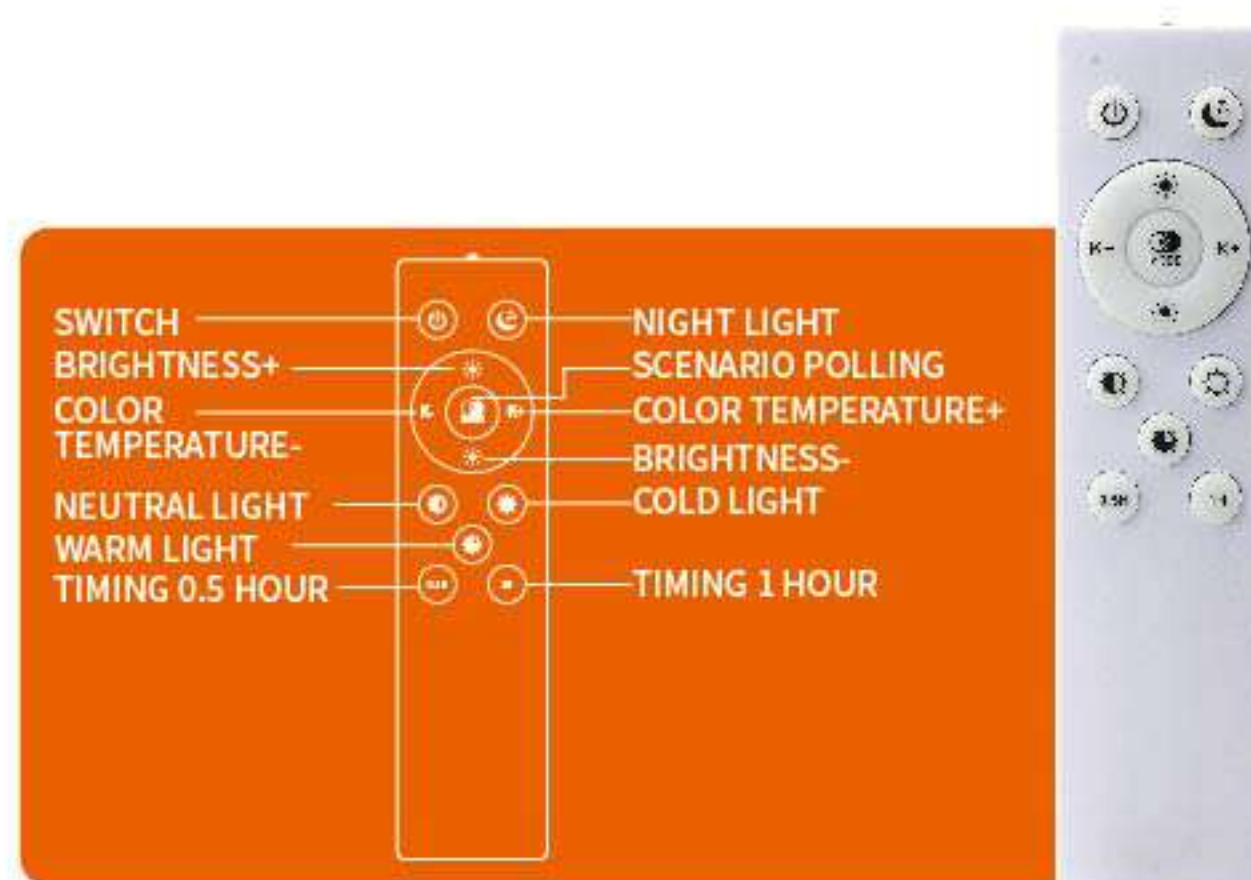 SWITCH
BRIGHTNESS+
COLOR
TEMPERATURE-
NEUTRAL LIGHT
WARM LIGHT
TIMING 0.5 HOUR
NIGHT LIGHT
SCENARIO POLLING
COLOR TEMPERATURE+
BRIGHTNESS-
COLD LIGHT
TIMING 1 HOUR
K-
K+